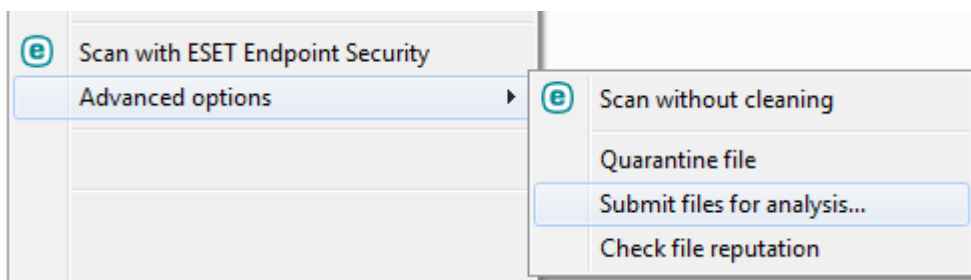 Scan with ESET Endpoint Security
Advanced options
Scan without cleaning
Quarantine file
Submit files for analysis...
Check file reputation